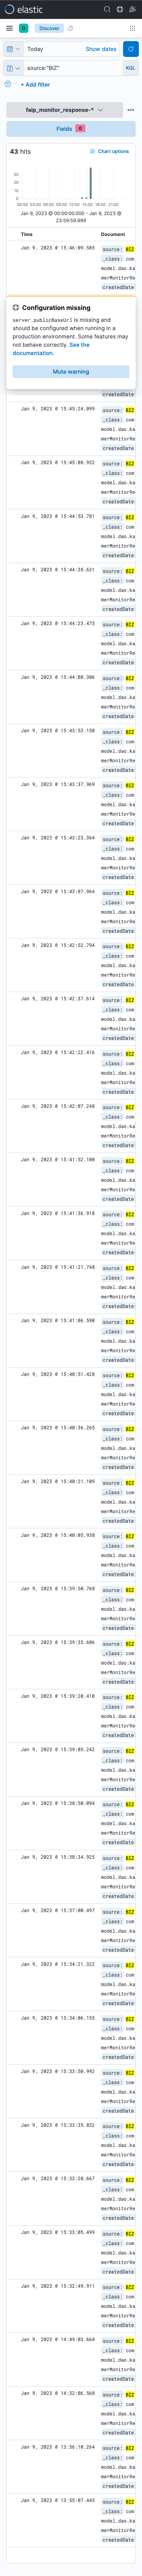 elastic
D Discover
Today Show dates
source:"BIZ" KQL
+ Add filter
faip_monitor_response-*
Fields 6
43 hits Chart options
30
20
10
0
00:00 03:00 06:00 09:00 12:00 15:00 18:00 21:00
Jan 9, 2023 @ 00:00:00.000 - Jan 9, 2023 @
23:59:59.999
Time Document
Jan 9, 2023 @ 15:46:09.585 source: BIZ
_class: com
model.dao.ka
merMonitorRe
createdDate
Configuration missing
server.publicBaseUrl is missing and
should be configured when running in a
production environment. Some features may
not behave correctly. See the
documentation.
Mute warning
createdDate
Jan 9, 2023 @ 15:45:24.099 source: BIZ
_class: com
model.dao.ka
merMonitorRe
createdDate
Jan 9, 2023 @ 15:45:08.932 source: BIZ
_class: com
model.dao.ka
merMonitorRe
createdDate
Jan 9, 2023 @ 15:44:53.781 source: BIZ
_class: com
model.dao.ka
merMonitorRe
createdDate
Jan 9, 2023 @ 15:44:38.631 source: BIZ
_class: com
model.dao.ka
merMonitorRe
createdDate
Jan 9, 2023 @ 15:44:23.475 source: BIZ
_class: com
model.dao.ka
merMonitorRe
createdDate
Jan 9, 2023 @ 15:44:08.306 source: BIZ
_class: com
model.dao.ka
merMonitorRe
createdDate
Jan 9, 2023 @ 15:43:53.150 source: BIZ
_class: com
model.dao.ka
merMonitorRe
createdDate
Jan 9, 2023 @ 15:43:37.969 source: BIZ
_class: com
model.dao.ka
merMonitorRe
createdDate
Jan 9, 2023 @ 15:43:23.364 source: BIZ
_class: com
model.dao.ka
merMonitorRe
createdDate
Jan 9, 2023 @ 15:43:07.964 source: BIZ
_class: com
model.dao.ka
merMonitorRe
createdDate
Jan 9, 2023 @ 15:42:52.794 source: BIZ
_class: com
model.dao.ka
merMonitorRe
createdDate
Jan 9, 2023 @ 15:42:37.614 source: BIZ
_class: com
model.dao.ka
merMonitorRe
createdDate
Jan 9, 2023 @ 15:42:22.416 source: BIZ
_class: com
model.dao.ka
merMonitorRe
createdDate
Jan 9, 2023 @ 15:42:07.248 source: BIZ
_class: com
model.dao.ka
merMonitorRe
createdDate
Jan 9, 2023 @ 15:41:52.100 source: BIZ
_class: com
model.dao.ka
merMonitorRe
createdDate
Jan 9, 2023 @ 15:41:36.918 source: BIZ
_class: com
model.dao.ka
merMonitorRe
createdDate
Jan 9, 2023 @ 15:41:21.748 source: BIZ
_class: com
model.dao.ka
merMonitorRe
createdDate
Jan 9, 2023 @ 15:41:06.590 source: BIZ
_class: com
model.dao.ka
merMonitorRe
createdDate
Jan 9, 2023 @ 15:40:51.428 source: BIZ
_class: com
model.dao.ka
merMonitorRe
createdDate
Jan 9, 2023 @ 15:40:36.265 source: BIZ
_class: com
model.dao.ka
merMonitorRe
createdDate
Jan 9, 2023 @ 15:40:21.109 source: BIZ
_class: com
model.dao.ka
merMonitorRe
createdDate
Jan 9, 2023 @ 15:40:05.938 source: BIZ
_class: com
model.dao.ka
merMonitorRe
createdDate
Jan 9, 2023 @ 15:39:50.768 source: BIZ
_class: com
model.dao.ka
merMonitorRe
createdDate
Jan 9, 2023 @ 15:39:35.606 source: BIZ
_class: com
model.dao.ka
merMonitorRe
createdDate
Jan 9, 2023 @ 15:39:20.410 source: BIZ
_class: com
model.dao.ka
merMonitorRe
createdDate
Jan 9, 2023 @ 15:39:05.242 source: BIZ
_class: com
model.dao.ka
merMonitorRe
createdDate
Jan 9, 2023 @ 15:38:50.094 source: BIZ
_class: com
model.dao.ka
merMonitorRe
createdDate
Jan 9, 2023 @ 15:38:34.925 source: BIZ
_class: com
model.dao.ka
merMonitorRe
createdDate
Jan 9, 2023 @ 15:37:00.497 source: BIZ
_class: com
model.dao.ka
merMonitorRe
createdDate
Jan 9, 2023 @ 15:34:21.322 source: BIZ
_class: com
model.dao.ka
merMonitorRe
createdDate
Jan 9, 2023 @ 15:34:06.155 source: BIZ
_class: com
model.dao.ka
merMonitorRe
createdDate
Jan 9, 2023 @ 15:33:50.992 source: BIZ
_class: com
model.dao.ka
merMonitorRe
createdDate
Jan 9, 2023 @ 15:33:35.832 source: BIZ
_class: com
model.dao.ka
merMonitorRe
createdDate
Jan 9, 2023 @ 15:33:20.667 source: BIZ
_class: com
model.dao.ka
merMonitorRe
createdDate
Jan 9, 2023 @ 15:33:05.499 source: BIZ
_class: com
model.dao.ka
merMonitorRe
createdDate
Jan 9, 2023 @ 15:32:49.911 source: BIZ
_class: com
model.dao.ka
merMonitorRe
createdDate
Jan 9, 2023 @ 14:49:03.664 source: BIZ
_class: com
model.dao.ka
merMonitorRe
createdDate
Jan 9, 2023 @ 14:32:06.568 source: BIZ
_class: com
model.dao.ka
merMonitorRe
createdDate
Jan 9, 2023 @ 13:56:10.264 source: BIZ
_class: com
model.dao.ka
merMonitorRe
createdDate
Jan 9, 2023 @ 13:55:07.445 source: BIZ
_class: com
model.dao.ka
merMonitorRe
createdDate